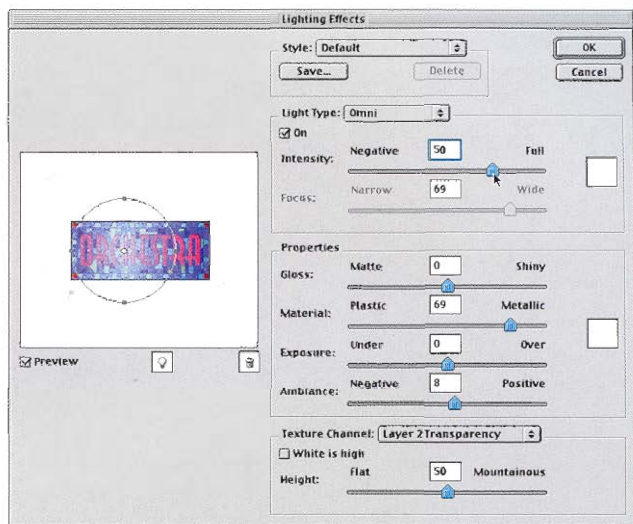 Lighting Effects
Style: Default
OK
Save...
Delete
Cancel
Light Type: Omni
On
Intensity:
Negative 50 Full
Focus:
Narrow 69 Wide
Properties
Gloss:
Matte 0 Shiny
Material:
Plastic 69 Metallic
Exposure:
Under 0 Over
Ambiance:
Negative 8 Positive
ORCHESTRA
Preview
Texture Channel: Layer 2 Transparency
White is high
Height:
Flat 50 Mountainous